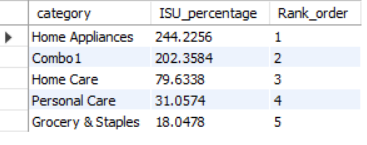 category ISU_percentage Rank_order
Home Appliances 244.2256 1
Combo1 202.3584 2
Home Care 79.6338 3
Personal Care 31.0574 4
Grocery & Staples 18.0478 5